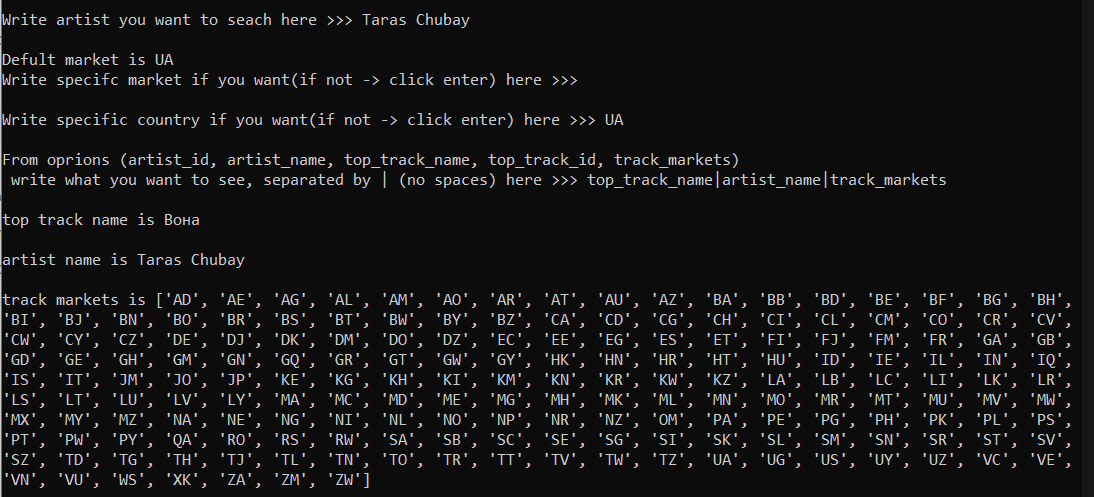 Write artist you want to seach here >>> Taras Chubay
Defult market is UA
Write specifc market if you want(if not -> click enter) here >>>
Write specific country if you want(if not -> click enter) here >>> UA
From oprions (artist_id, artist_name, top_track_name, top_track_id, track_markets)
write what you want to see, separated by | (no spaces) here >>> top_track_name|artist_name|track_markets
top track name is Вона
artist name is Taras Chubay
track markets is ['AD', 'AE', 'AG', 'AL', 'AM', 'AO', 'AR', 'AT', 'AU', 'AZ', 'BA', 'BB', 'BD', 'BE', 'BF', 'BG', 'BH',
'BI', 'BJ', 'BN', 'BO', 'BR', 'BS', 'BT', 'BW', 'BY', 'BZ', 'CA', 'CD', 'CG', 'CH', 'CI', 'CL', 'CM', 'CO', 'CR', 'CV',
'CW', 'CY', 'CZ', 'DE', 'DJ', 'DK', 'DM', 'DO', 'DZ', 'EC', 'EE', 'EG', 'ES', 'ET', 'FI', 'FJ', 'FM', 'FR', 'GA', 'GB',
'GD', 'GE', 'GH', 'GM', 'GN', 'GQ', 'GR', 'GT', 'GW', 'GY', 'HK', 'HN', 'HR', 'HT', 'HU', 'ID', 'IE', 'IL', 'IN', 'IQ',
'IS', 'IT', 'JM', 'JO', 'JP', 'KE', 'KG', 'KH', 'KI', 'KM', 'KN', 'KR', 'KW', 'KZ', 'LA', 'LB', 'LC', 'LI', 'LK', 'LR',
'LS', 'LT', 'LU', 'LV', 'LY', 'MA', 'MC', 'MD', 'ME', 'MG', 'MH', 'MK', 'ML', 'MN', 'MO', 'MR', 'MT', 'MU', 'MV', 'MW',
'MX', 'MY', 'MZ', 'NA', 'NE', 'NG', 'NI', 'NL', 'NO', 'NP', 'NR', 'NZ', 'OM', 'PA', 'PE', 'PG', 'PH', 'PK', 'PL', 'PS',
'PT', 'PW', 'PY', 'QA', 'RO', 'RS', 'RW', 'SA', 'SB', 'SC', 'SE', 'SG', 'SI', 'SK', 'SL', 'SM', 'SN', 'SR', 'ST', 'SV',
'SZ', 'TD', 'TG', 'TH', 'TJ', 'TL', 'TN', 'TO', 'TR', 'TT', 'TV', 'TW', 'TZ', 'UA', 'UG', 'US', 'UY', 'UZ', 'VC', 'VE',
'VN', 'VU', 'WS', 'XK', 'ZA', 'ZM', 'ZW']